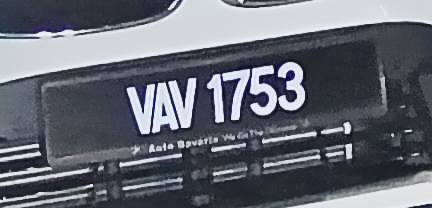 VAV 1753
Auto Bavaria